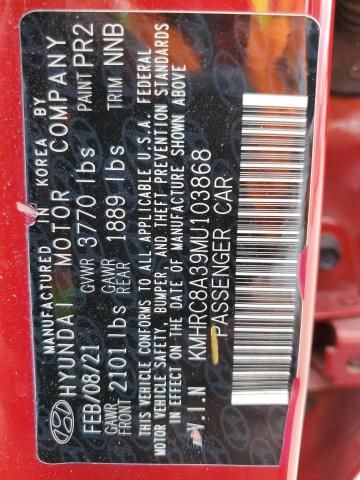 MANUFACTURED IN KOREA BY
HYUNDAI MOTOR COMPANY
FEB/08/21 GVWR 3770 lbs PAINT PR2
GAWR FRONT 2101 lbs GAWR REAR 1889 lbs TRIM NNB
THIS VEHICLE CONFORMS TO ALL APPLICABLE U.S.A. FEDERAL
MOTOR VEHICLE SAFETY, BUMPER, AND THEFT PREVENTION STANDARDS
IN EFFECT ON THE DATE OF MANUFACTURE SHOWN ABOVE
V.I.N KMHRC8A39MU103868
PASSENGER CAR